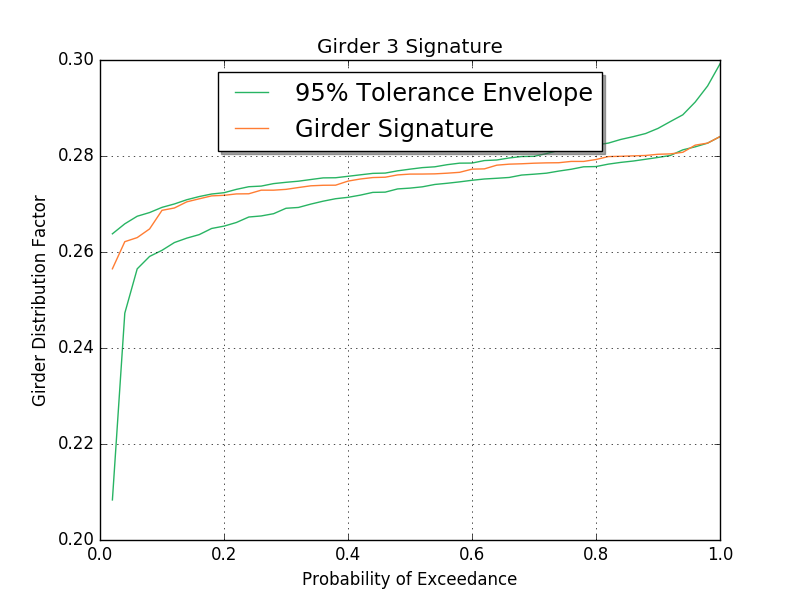 Girder 3 Signature
95% Tolerance Envelope
Girder Signature
Girder Distribution Factor
0.30
0.28
0.26
0.24
0.22
0.20
0.0 0.2 0.4 0.6 0.8 1.0
Probability of Exceedance